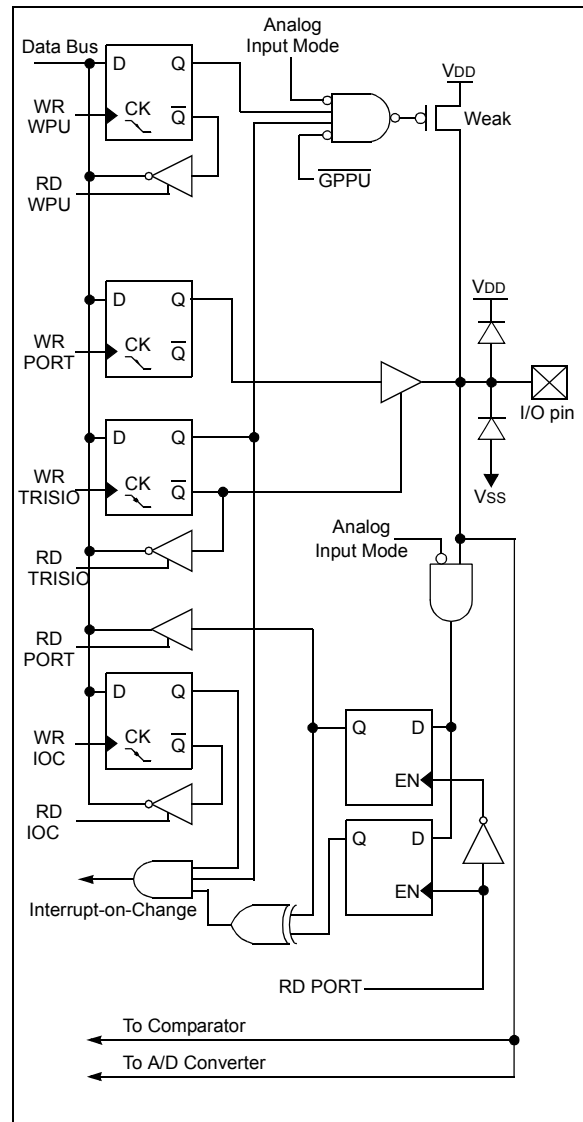 Analog
Input Mode
Data Bus
D Q
VDD
WR
WPU
CK
Q̅
Weak
RD
WPU
G̅P̅P̅U̅
D Q
VDD
WR
PORT
CK
Q̅
I/O pin
D Q
WR
TRISIO
CK
Q̅
VSS
Analog
Input Mode
RD
TRISIO
RD
PORT
D Q
Q D
WR
IOC
CK
Q̅
EN
RD
IOC
Q D
Interrupt-on-Change
EN
RD PORT
To Comparator
To A/D Converter